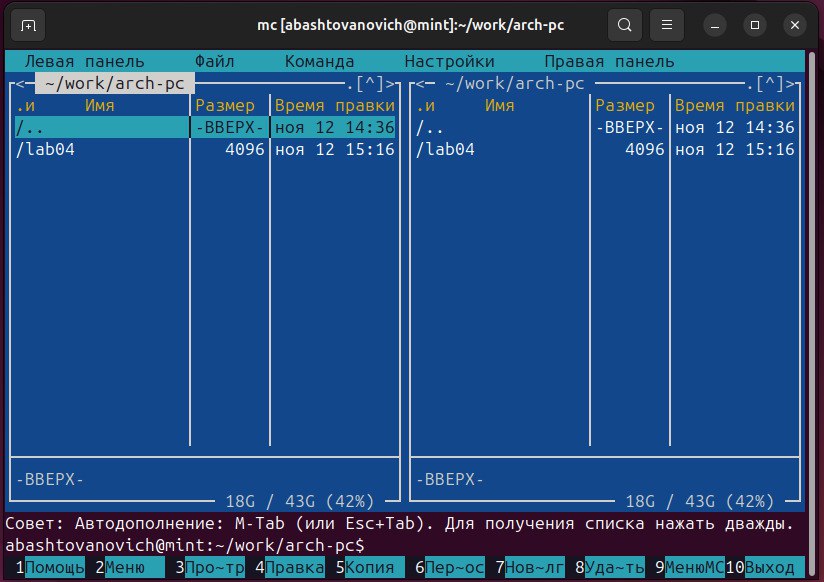 mc [abashtovanovich@mint]:~/work/arch-pc
Левая панель Файл Команда Настройки Правая панель
<— ~/work/arch-pc .[^]> <— ~/work/arch-pc .[^]>
.и Имя Размер Время правки .и Имя Размер Время правки
/.. -ВВЕРХ- ноя 12 14:36 /.. -ВВЕРХ- ноя 12 14:36
/lab04 4096 ноя 12 15:16 /lab04 4096 ноя 12 15:16
-ВВЕРХ- -ВВЕРХ-
18G / 43G (42%) 18G / 43G (42%)
Совет: Автодополнение: M-Tab (или Esc+Tab). Для получения списка нажать дважды.
abashtovanovich@mint:~/work/arch-pc$
1Помощь 2Меню 3Про~тр 4Правка 5Копия 6Пер~ос 7Нов~лг 8Уда~ть 9МенюМС 10Выход